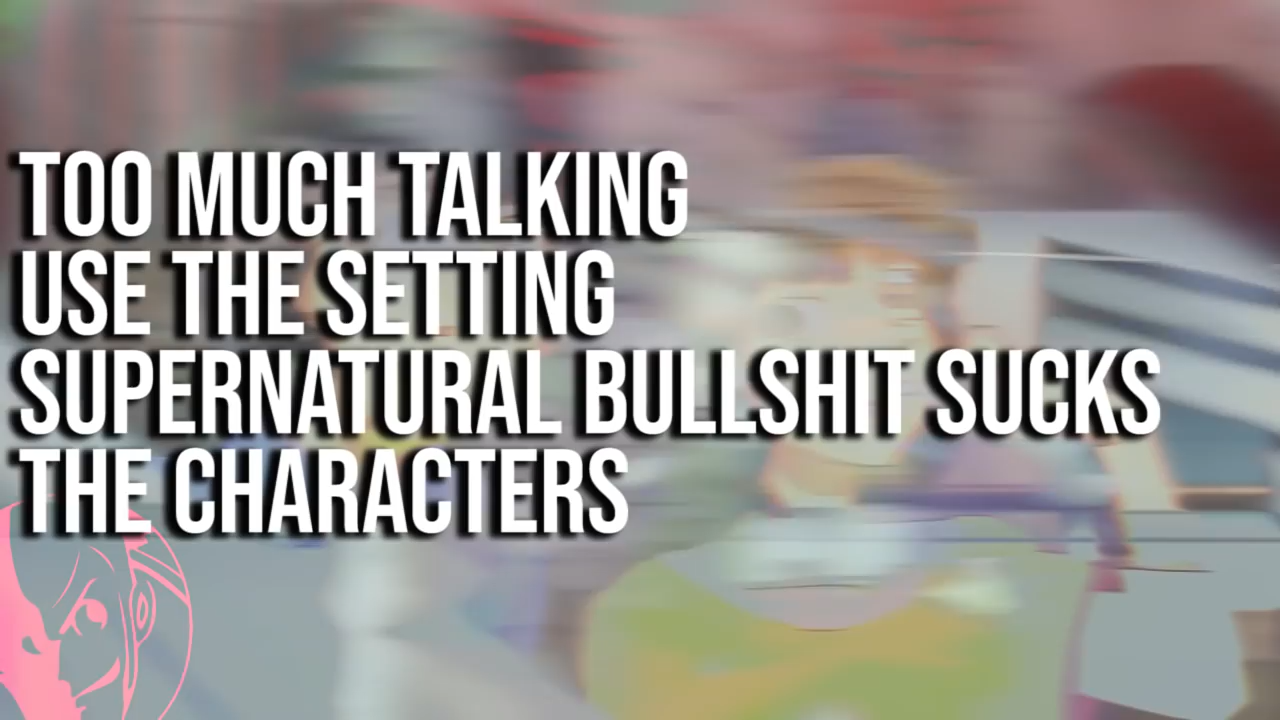 TOO MUCH TALKING
USE THE SETTING
SUPERNATURAL BULLSHIT SUCKS
THE CHARACTERS